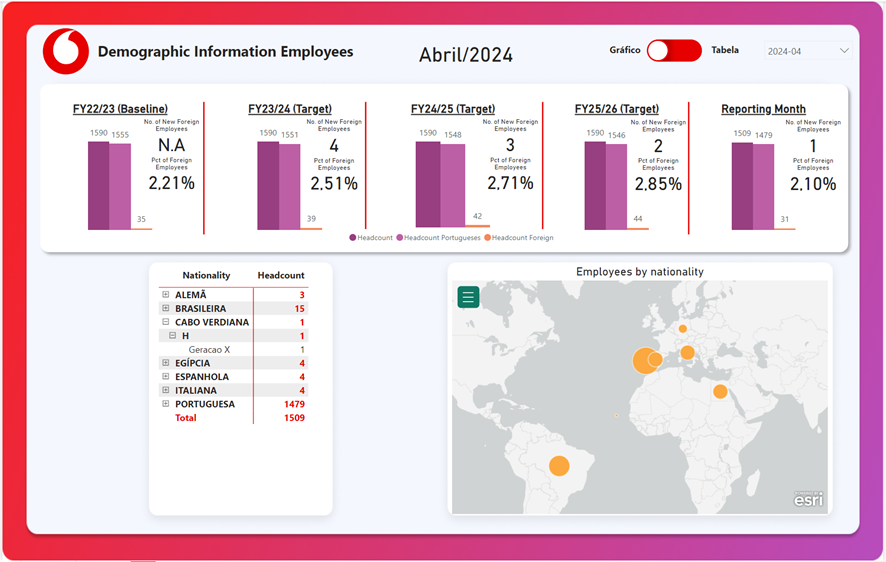 Demographic Information Employees
Abril/2024
Gráfico
Tabela
2024-04
FY22/23 (Baseline)
1590
1555
No. of New Foreign
Employees
N.A
Pct of Foreign
Employees
2,21%
35
FY23/24 (Target)
1590
1551
No. of New Foreign
Employees
4
Pct of Foreign
Employees
2,51%
39
FY24/25 (Target)
1590
1548
No. of New Foreign
Employees
3
Pct of Foreign
Employees
2,71%
42
FY25/26 (Target)
1590
1546
No. of New Foreign
Employees
2
Pct of Foreign
Employees
2,85%
44
Reporting Month
1509
1479
No. of New Foreign
Employees
1
Pct of Foreign
Employees
2,10%
31
Headcount
Headcount Portugueses
Headcount Foreign
Nationality Headcount
ALEMÃ 3
BRASILEIRA 15
CABO VERDIANA 1
H 1
Geracao X 1
EGÍPCIA 4
ESPANHOLA 4
ITALIANA 4
PORTUGUESA 1479
Total 1509
Employees by nationality
esri